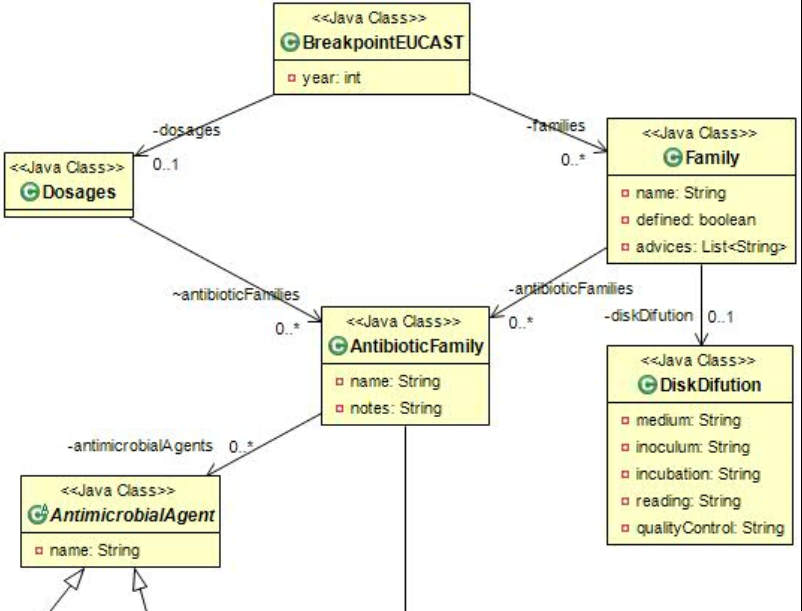 <<Java Class>>
BreakpointEUCAST
year: int
-dosages
0..1
-families
0..*
<<Java Class>>
Dosages
<<Java Class>>
Family
name: String
defined: boolean
advices: List<String>
~antibioticFamilies
0..*
-antibioticFamilies
0..*
-diskDifution
0..1
<<Java Class>>
AntibioticFamily
name: String
notes: String
<<Java Class>>
DiskDifution
medium: String
inoculum: String
incubation: String
reading: String
qualityControl: String
-antimicrobialAgents
0..*
<<Java Class>>
AntimicrobialAgent
name: String